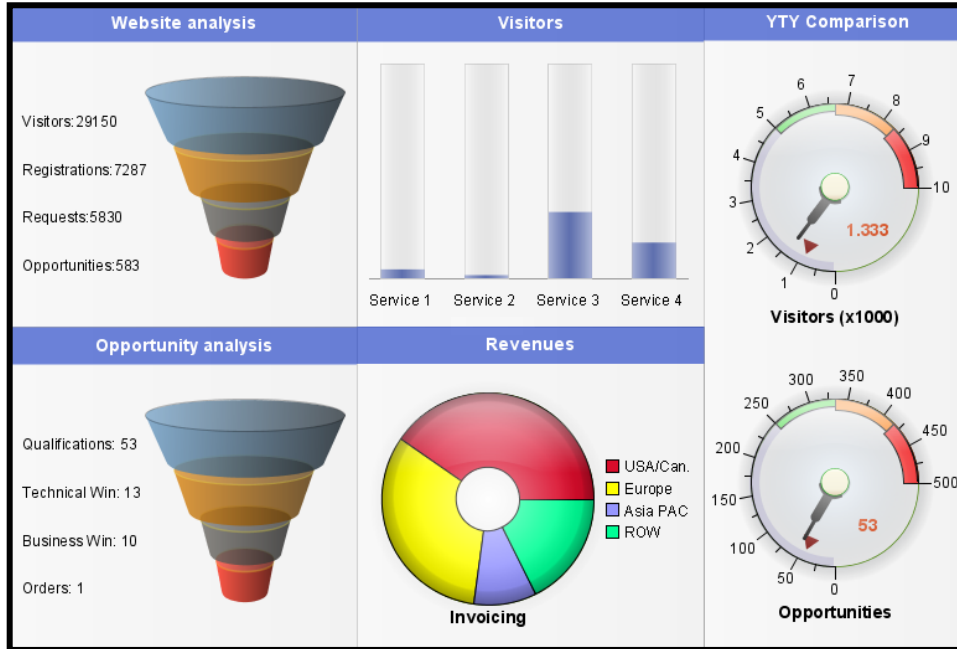 Website analysis
Visitors:29150
Registrations:7287
Requests:5830
Opportunities:583
Visitors
Service 1
Service 2
Service 3
Service 4
YTY Comparison
0
1
2
3
4
5
6
7
8
9
10
1.333
Visitors (x1000)
Opportunity analysis
Qualifications: 53
Technical Win: 13
Business Win: 10
Orders: 1
Revenues
USA/Can.
Europe
Asia PAC
ROW
Invoicing
0
50
100
150
200
250
300
350
400
450
500
53
Opportunities